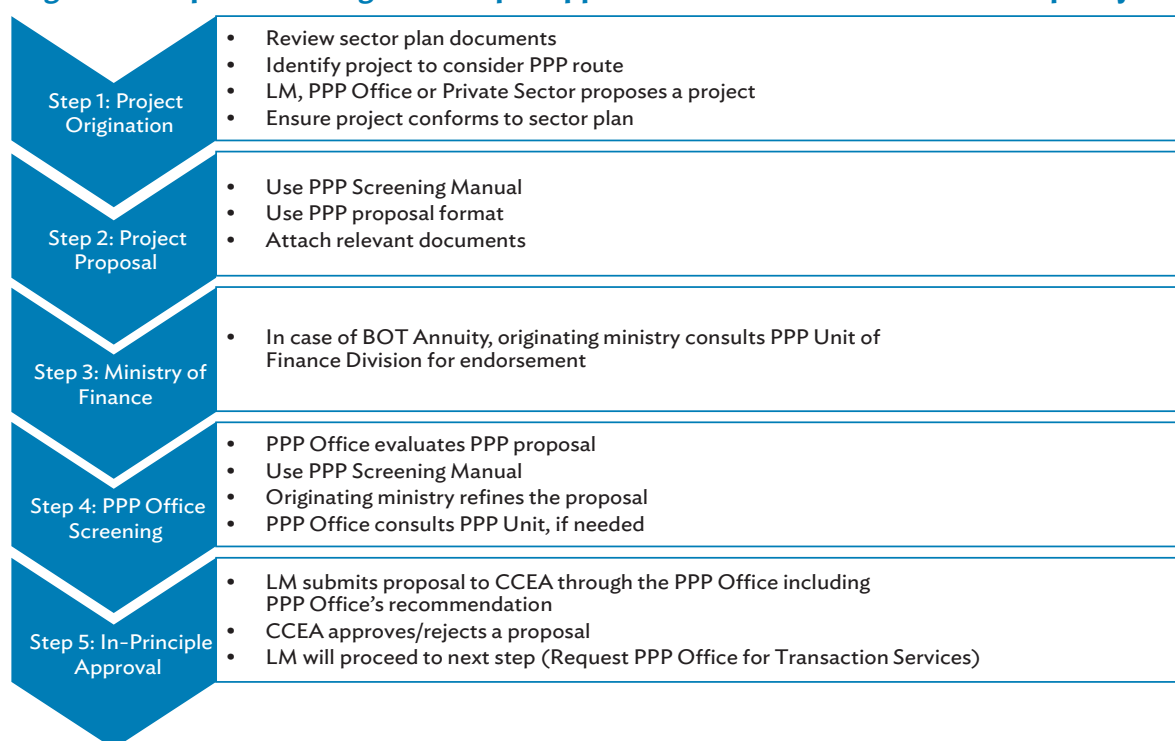 Step 1: Project
Origination
• Review sector plan documents
• Identify project to consider PPP route
• LM, PPP Office or Private Sector proposes a project
• Ensure project conforms to sector plan
Step 2: Project
Proposal
• Use PPP Screening Manual
• Use PPP proposal format
• Attach relevant documents
Step 3: Ministry of
Finance
• In case of BOT Annuity, originating ministry consults PPP Unit of
Finance Division for endorsement
Step 4: PPP Office
Screening
• PPP Office evaluates PPP proposal
• Use PPP Screening Manual
• Originating ministry refines the proposal
• PPP Office consults PPP Unit, if needed
Step 5: In-Principle
Approval
• LM submits proposal to CCEA through the PPP Office including
PPP Office's recommendation
• CCEA approves/rejects a proposal
• LM will proceed to next step (Request PPP Office for Transaction Services)